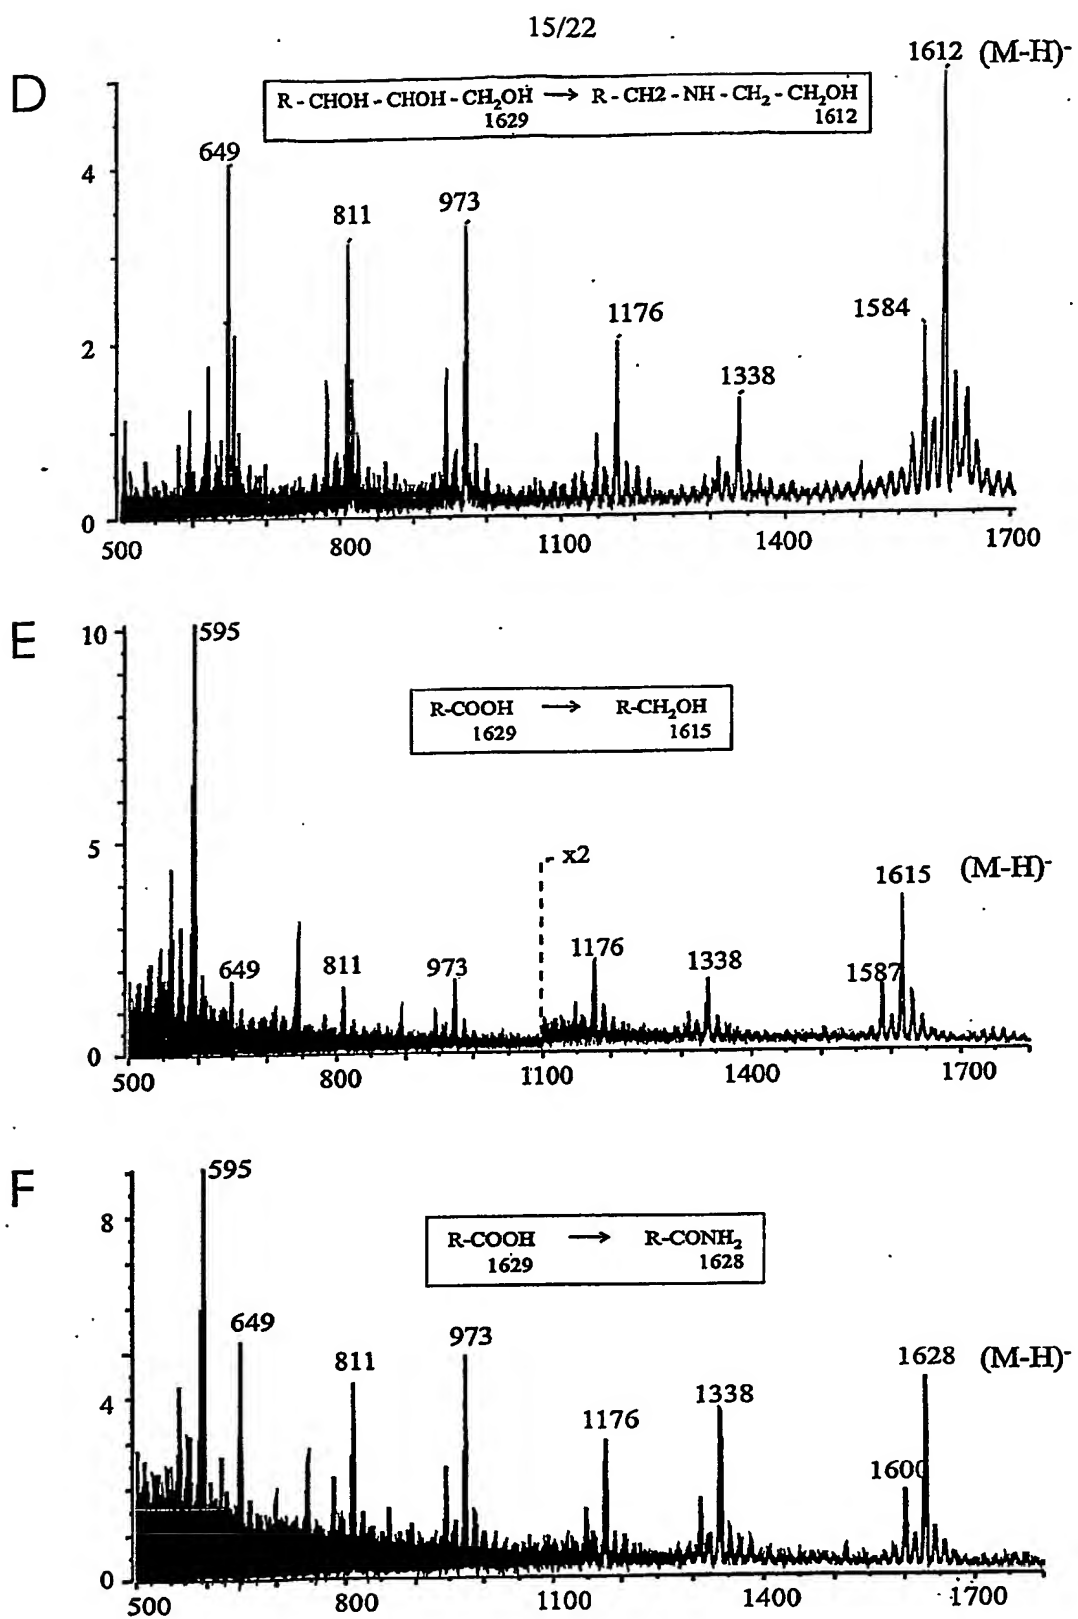 15/22
D
1612 (M-H)-
R - CHOH - CHOH - CH2OH → R - CH2 - NH - CH2 - CH2OH
1629 1612
649
811
973
1176
1338
1584
4
2
0
500 800 1100 1400 1700
E
10
595
R-COOH → R-CH2OH
1629 1615
5
x2
1615 (M-H)-
649
811
973
1176
1338
1587
0
500 800 1100 1400 1700
F
595
8
R-COOH → R-CONH2
1629 1628
649
811
973
1176
1338
1628 (M-H)-
1600
4
0
500 800 1100 1400 1700